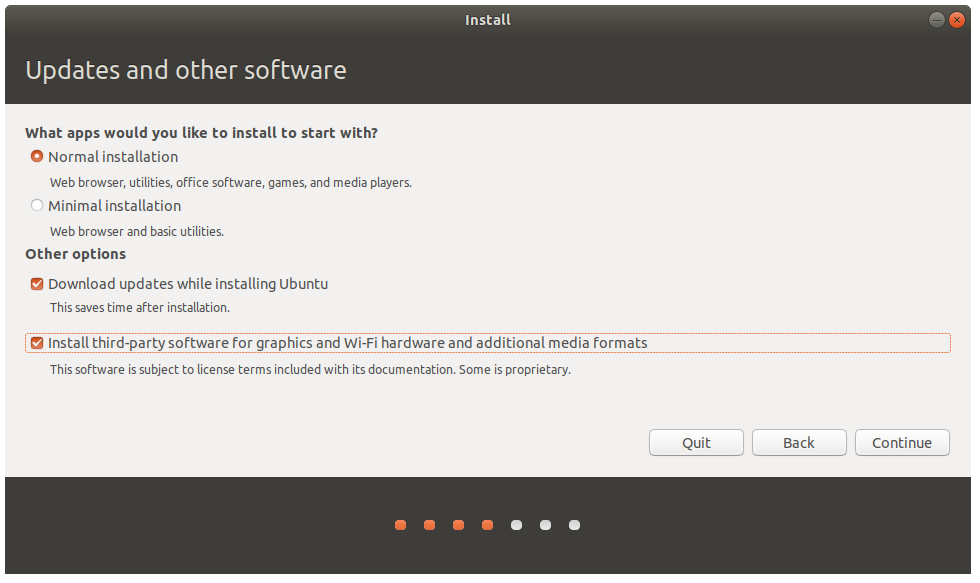 Install
Updates and other software
What apps would you like to install to start with?
Normal installation
Web browser, utilities, office software, games, and media players.
Minimal installation
Web browser and basic utilities.
Other options
Download updates while installing Ubuntu
This saves time after installation.
Install third-party software for graphics and Wi-Fi hardware and additional media formats
This software is subject to license terms included with its documentation. Some is proprietary.
Quit Back Continue